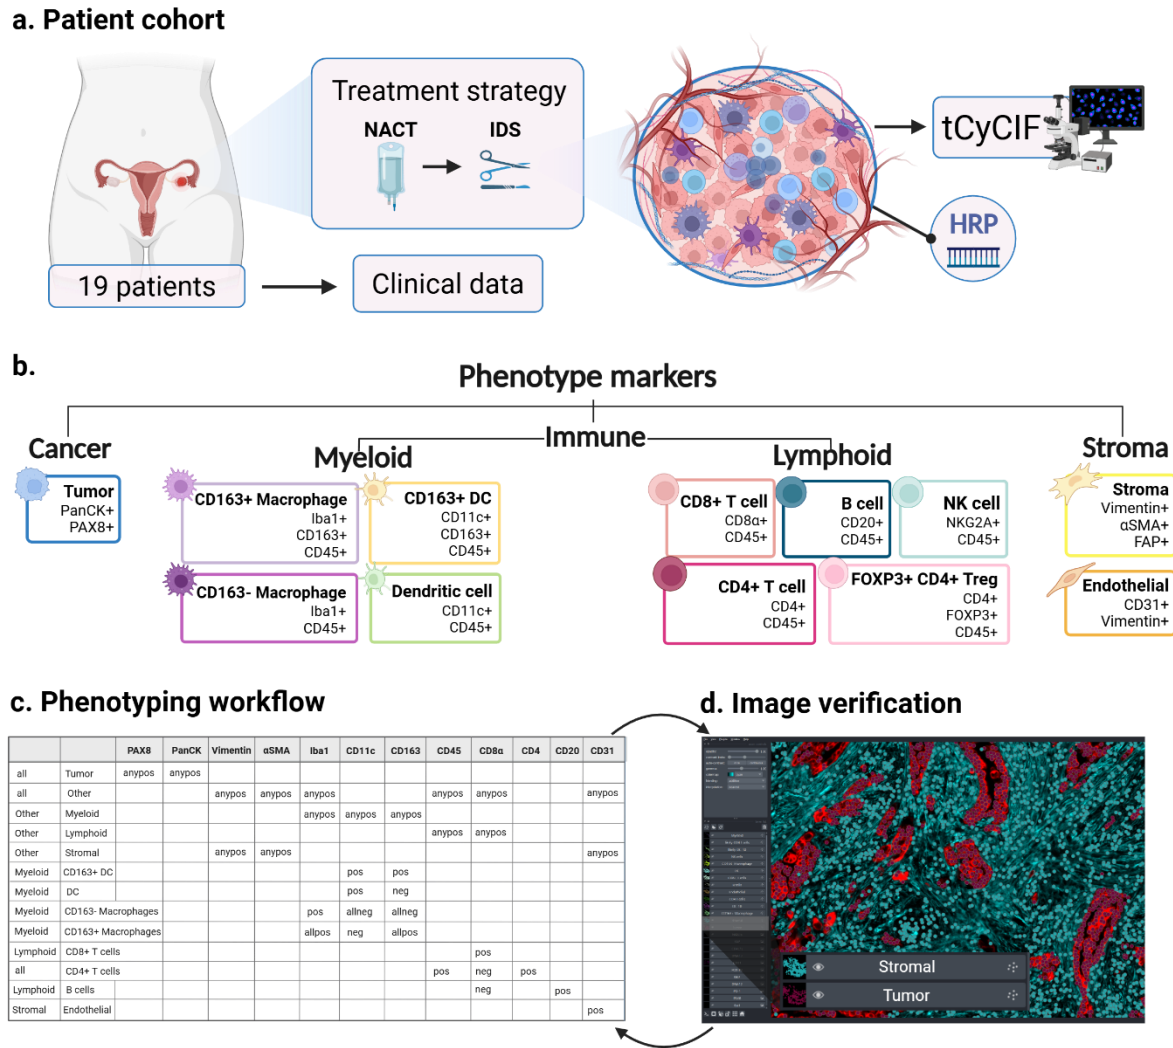 a. Patient cohort
Treatment strategy
NACT
IDS
tCyCIF
HRP
19 patients
Clinical data
b.
Phenotype markers
Cancer
Immune
Myeloid
Lymphoid
Stroma
Tumor
PanCK+
PAX8+
CD163+ Macrophage
Iba1+
CD163+
CD45+
CD163+ DC
CD11c+
CD163+
CD45+
CD163- Macrophage
Iba1+
CD45+
Dendritic cell
CD11c+
CD45+
CD8+ T cell
CD8α+
CD45+
B cell
CD20+
CD45+
NK cell
NKG2A+
CD45+
CD4+ T cell
CD4+
CD45+
FOXP3+ CD4+ Treg
CD4+
FOXP3+
CD45+
Stroma
Vimentin+
αSMA+
FAP+
Endothelial
CD31+
Vimentin+
c. Phenotyping workflow
PAX8 PanCK Vimentin αSMA Iba1 CD11c CD163 CD45 CD8α CD4 CD20 CD31
all Tumor anypos anypos
all Other anypos anypos anypos anypos anypos anypos
Other Myeloid anypos anypos anypos
Other Lymphoid anypos anypos
Other Stromal anypos anypos anypos
Myeloid CD163+ DC pos pos
Myeloid DC pos neg
Myeloid CD163- Macrophages pos allneg allneg
Myeloid CD163+ Macrophages allpos neg allpos
Lymphoid CD8+ T cells pos
all CD4+ T cells pos neg pos
Lymphoid B cells neg pos
Stromal Endothelial pos
d. Image verification
Stromal
Tumor